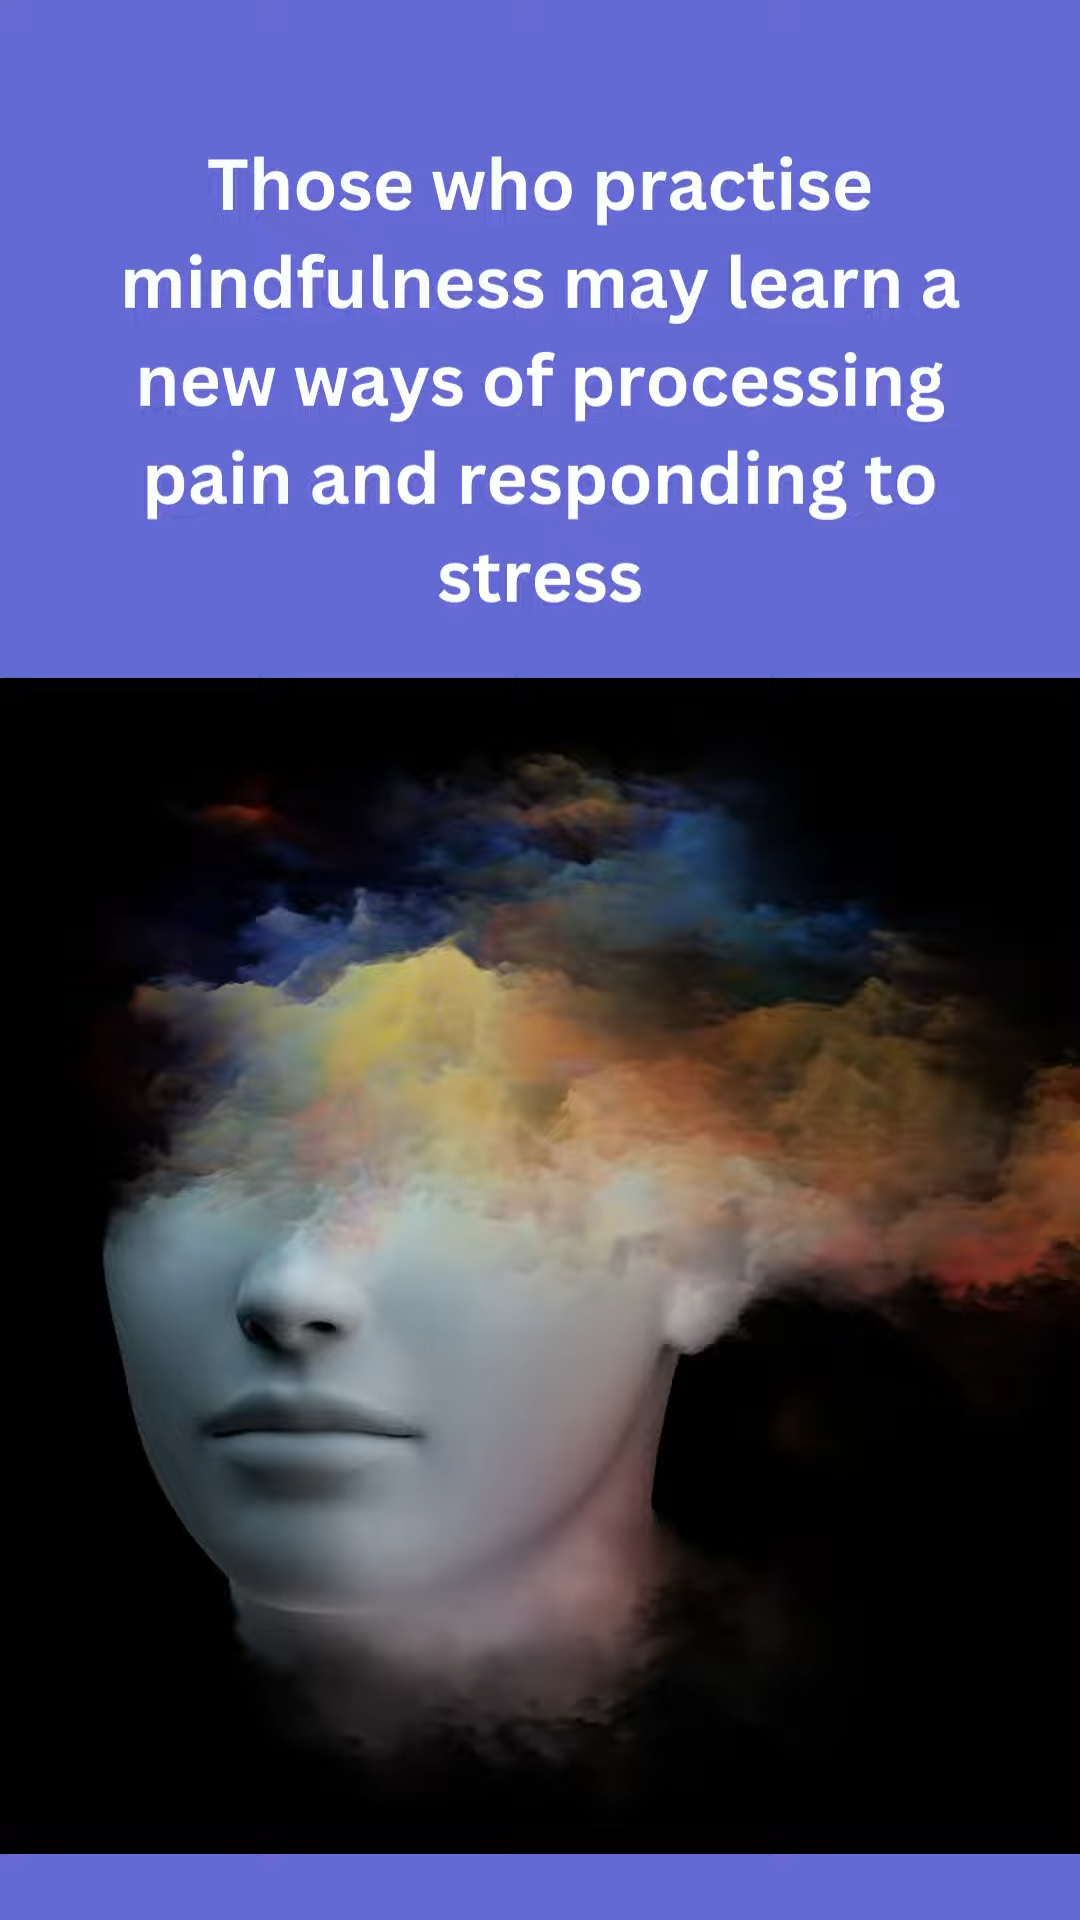 Those who practise
mindfulness may learn a
new ways of processing
pain and responding to
stress